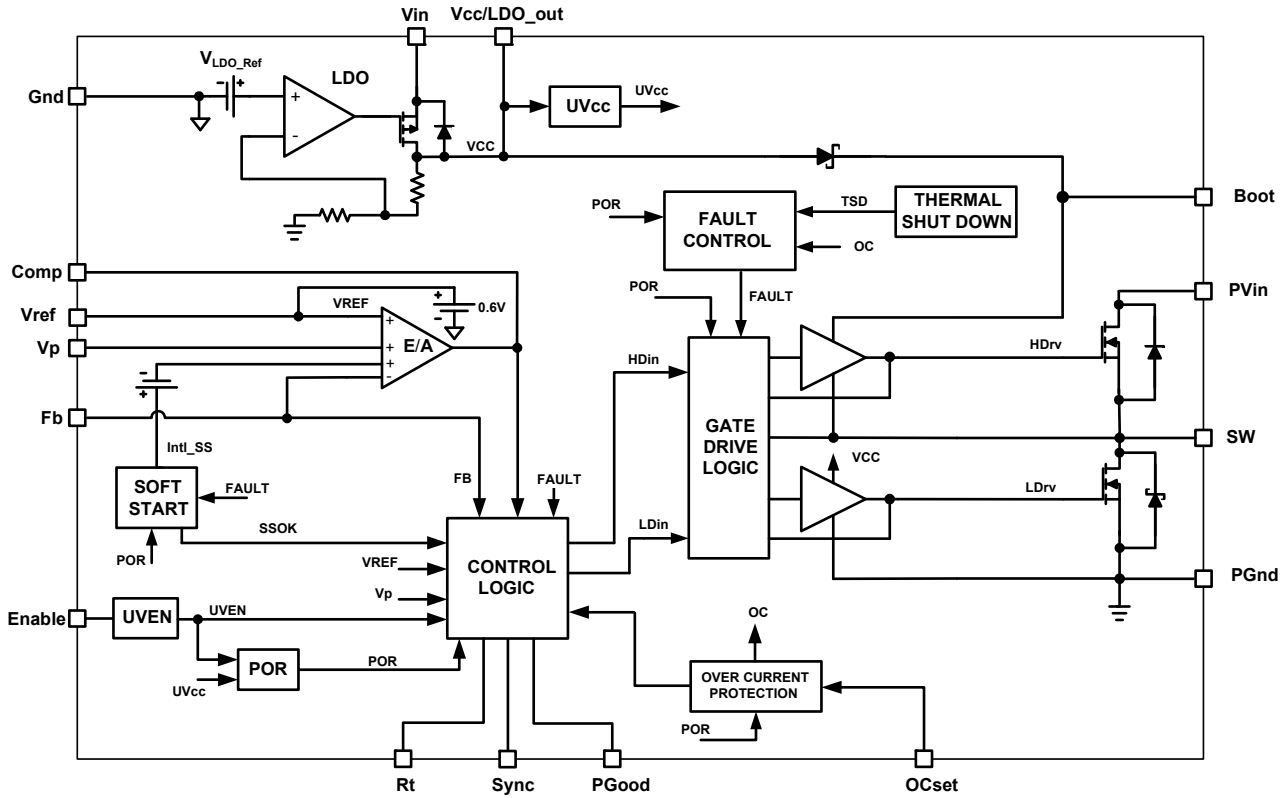 Vin
Vcc/LDO_out
VLDO_Ref
- +
LDO
Gnd
+
-
UVcc
UVcc
VCC
Boot
POR
FAULT
CONTROL
TSD
THERMAL
SHUT DOWN
OC
Comp
Vref
VREF
+
-
0.6V
PVin
POR
FAULT
Vp
+
+
+
-
E/A
HDin
HDrv
-
+
Fb
GATE
DRIVE
LOGIC
SW
Intl_SS
VCC
SOFT
START
FAULT
FB
FAULT
LDrv
SSOK
LDin
POR
VREF
CONTROL
LOGIC
PGnd
Vp
Enable
UVEN
UVEN
OC
POR
POR
UVcc
OVER CURRENT
PROTECTION
POR
Rt
Sync
PGood
OCset